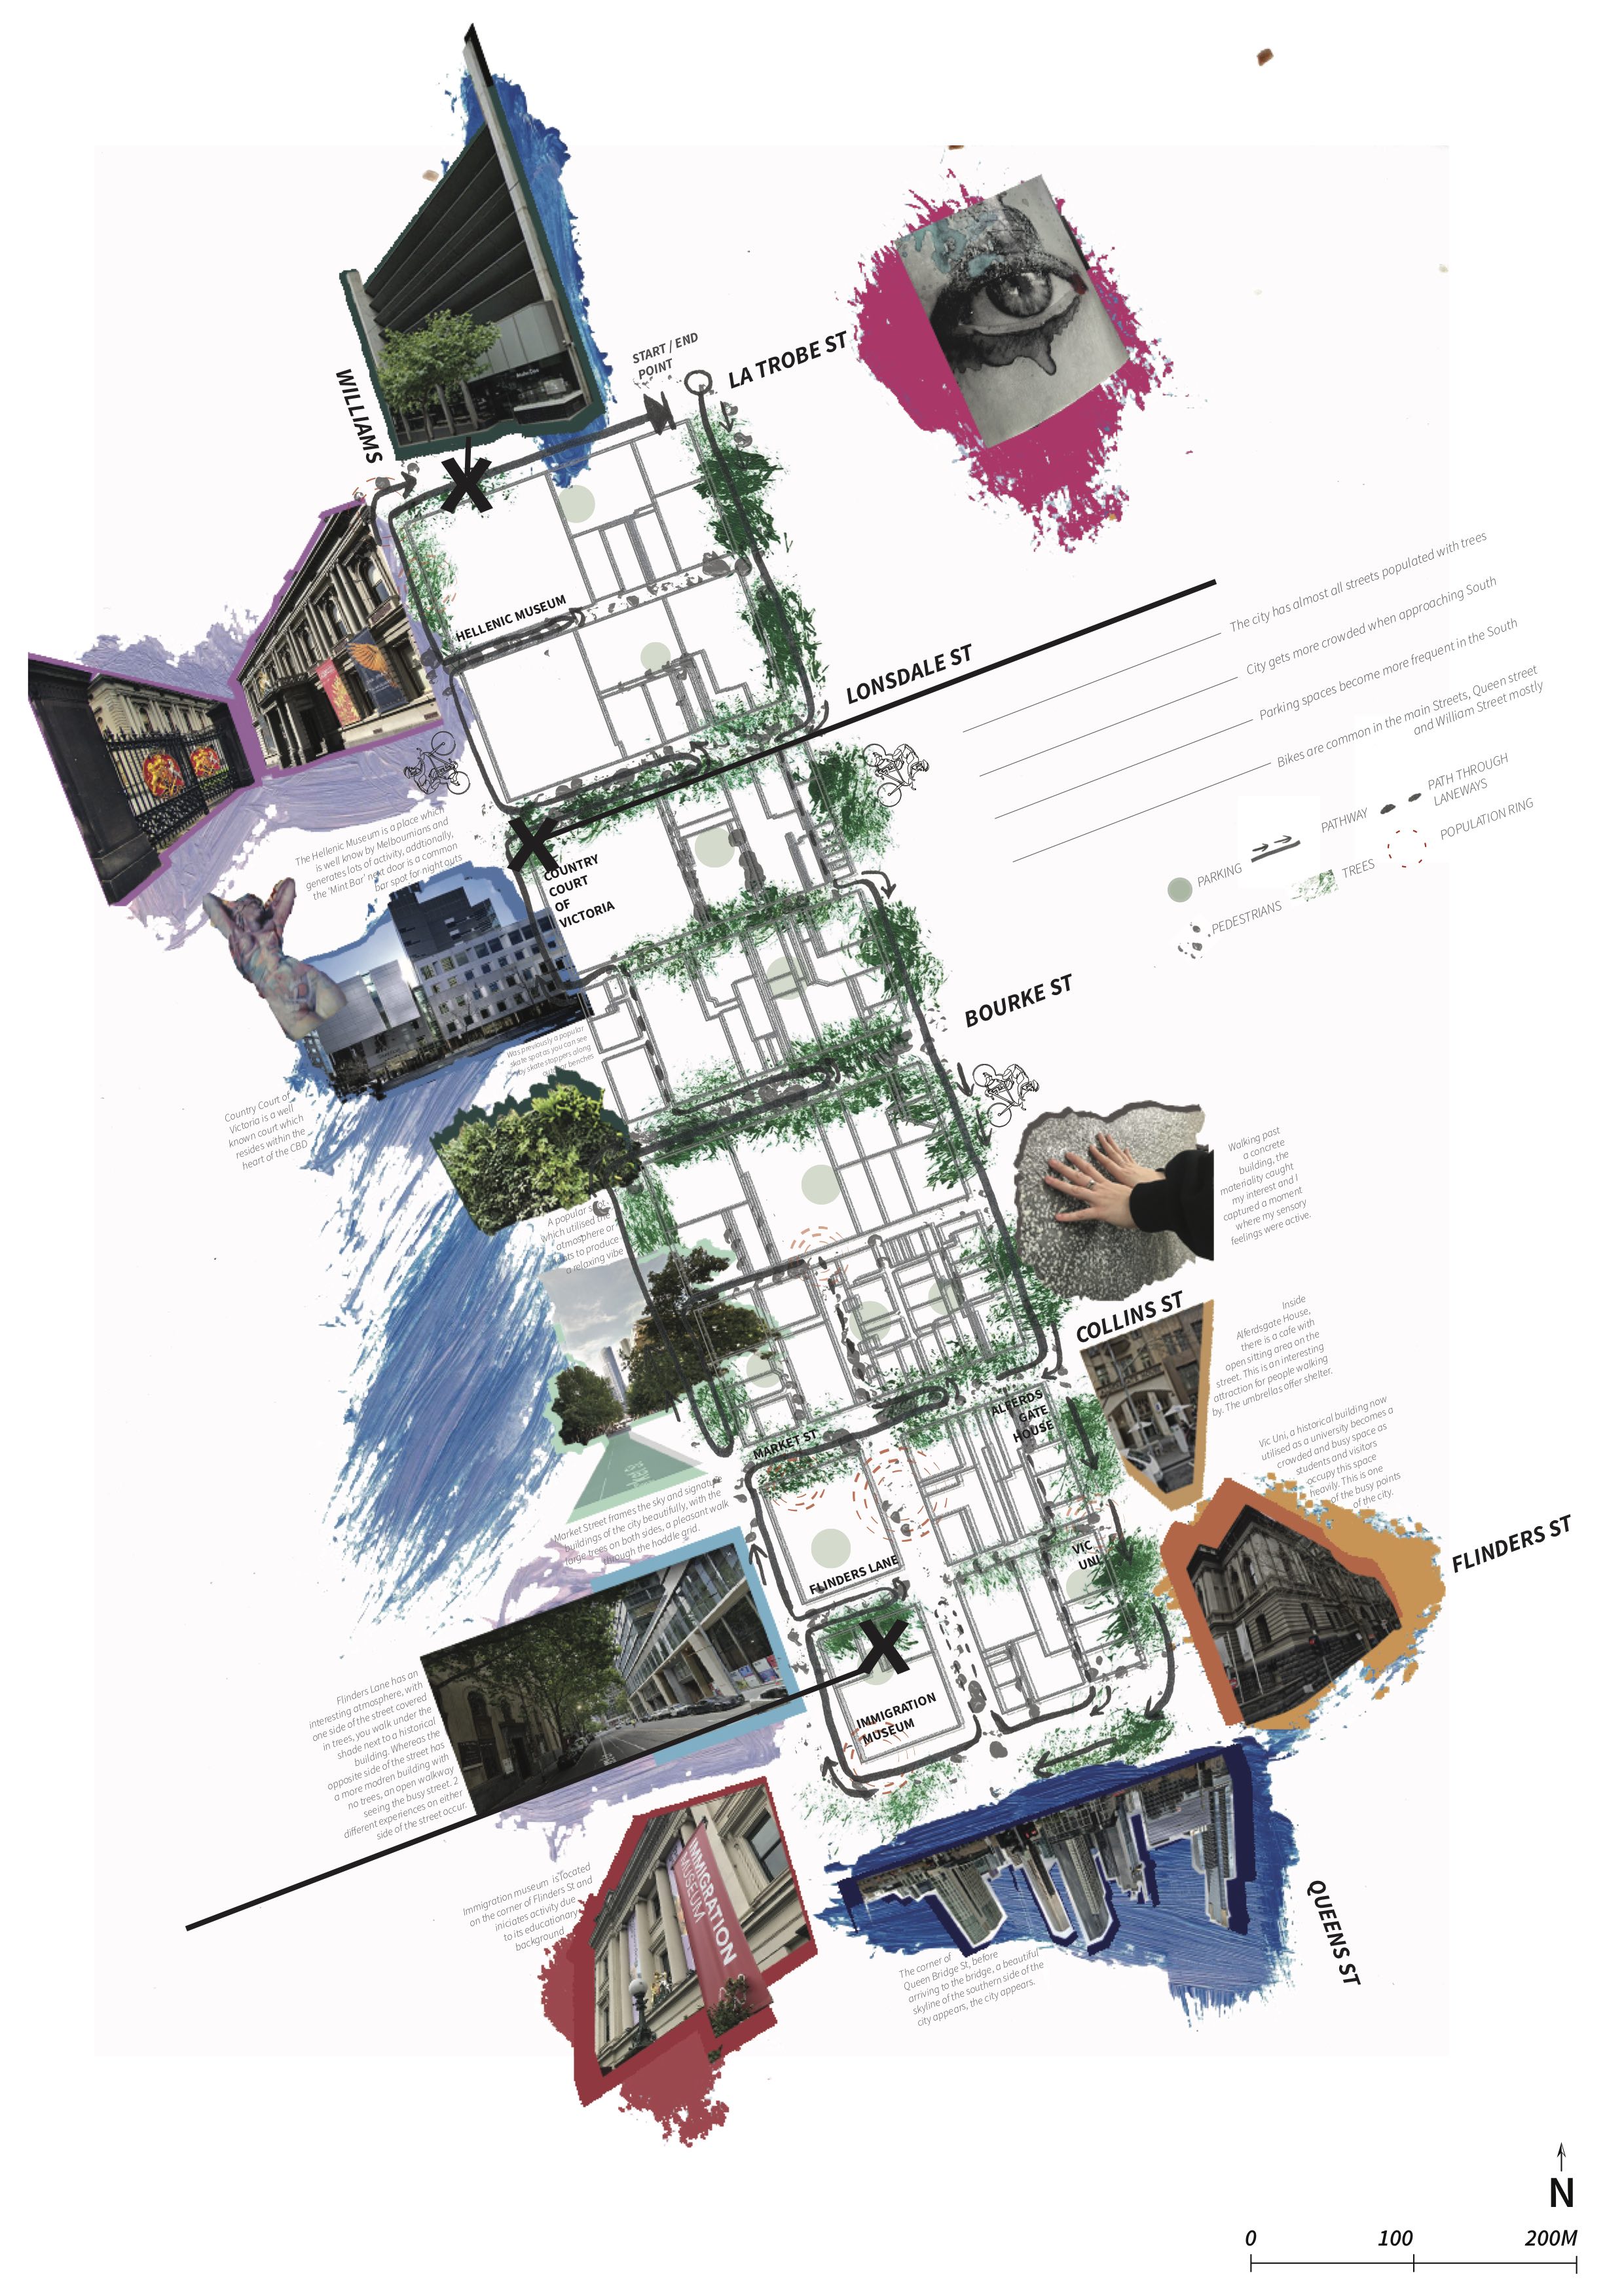 START / END
POINT
LA TROBE ST
WILLIAMS
HELLENIC MUSEUM
LONSDALE ST
The city has almost all streets populated with trees
City gets more crowded when approaching South
Parking spaces become more frequent in the South
Bikes are common in the main Streets, Queen street
and William Street mostly
PARKING
PATHWAY
PATH THROUGH
LANEWAYS
PEDESTRIANS
TREES
POPULATION RING
The Hellenic Museum is a place which
is well know by Melbournians and
generates lots of activity, addtionally,
the 'Mint Bar' next door is a common
bar spot for night outs
COUNTRY
COURT
OF
VICTORIA
BOURKE ST
Was previously a popular
skate spot as you can see
by skate stoppers along
benches
Country Court of
Victoria is a well
known court which
resides within the
heart of the CBD
A popular
which utilised the
atmosphere or
to produce
a relaxing vibe
Walking past
a concrete
building, the
materiality caught
my interest and I
captured a moment
where my sensory
feelings were active.
COLLINS ST
Inside
Alferdsgate House,
there is a cafe with
open sitting area on the
street. This is an interesting
attraction for people walking
by. The umbrellas offer shelter.
ALFERDS
GATE
HOUSE
MARKET ST
Market Street frames the sky and signature
buildings of the city beautifully, with the
large trees on both sides, a pleasant walk
through the hoddle grid.
Vic Uni, a historical building now
utilised as a university becomes a
crowded and busy space as
students and visitors
occupy this space
heavily. This is one
of the busy points
of the city.
FLINDERS ST
VIC
UNI
FLINDERS LANE
Flinders Lane has an
interesting atmosphere, with
one side of the street covered
in trees, you walk under the
shade next to a historical
building. Whereas the
opposite side of the street has
a more modren building with
no trees, an open walkway
seeing the busy street. 2
different experiences on either
side of the street occur.
IMMIGRATION
MUSEUM
IMMIGRATION
MUSEUM
Immigration museum is located
on the corner of Flinders St and
iniciates activity due
to its educationary
background
The corner of
Queen Bridge St, before
arriving to the bridge, a beautiful
skyline of the southern side of the
city appears, the city appears.
QUEENS ST
N
0 100 200M